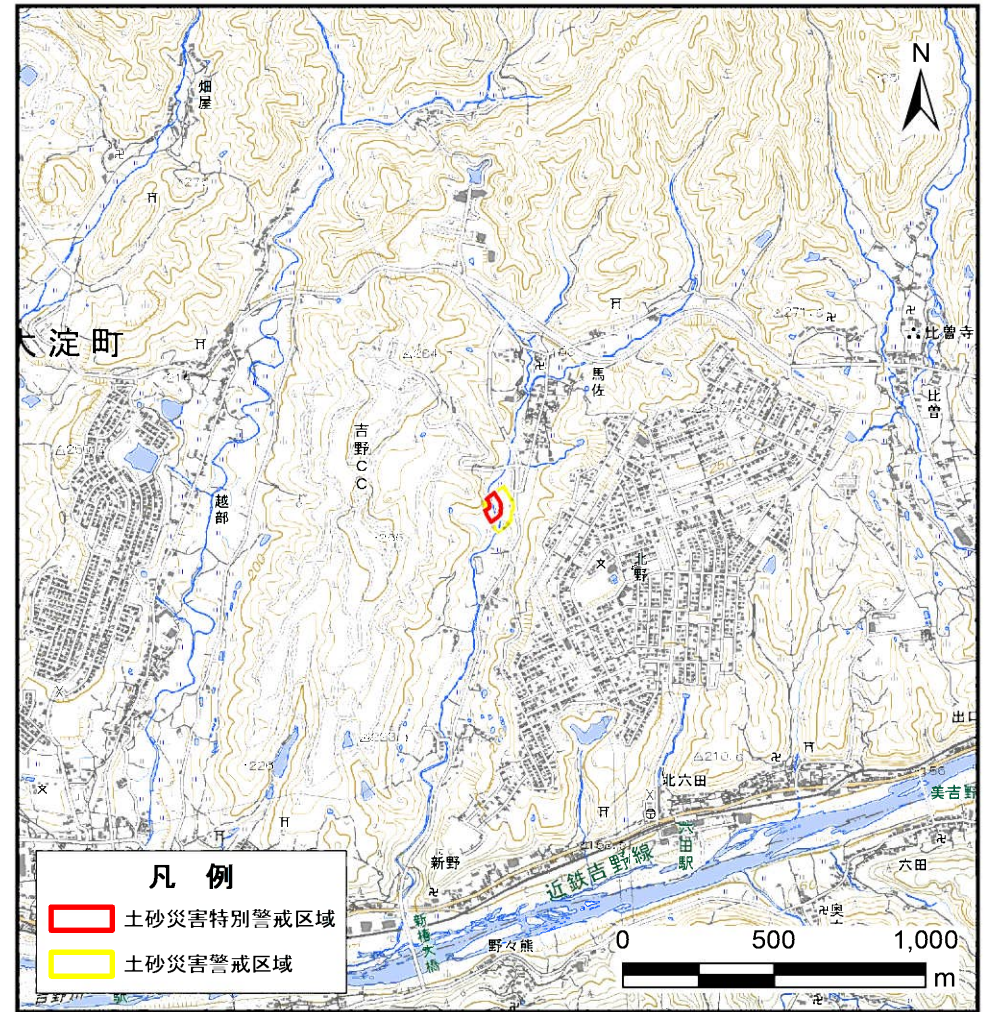 N
畑屋
大淀町
比曽寺
比曽
馬佐
吉野CC
越部
北野
出口
北六田
美吉野
六田駅
近鉄吉野線
六田
新野
奥
新椿大橋
野々熊
凡 例
土砂災害特別警戒区域
土砂災害警戒区域
0 500 1,000
m
駅